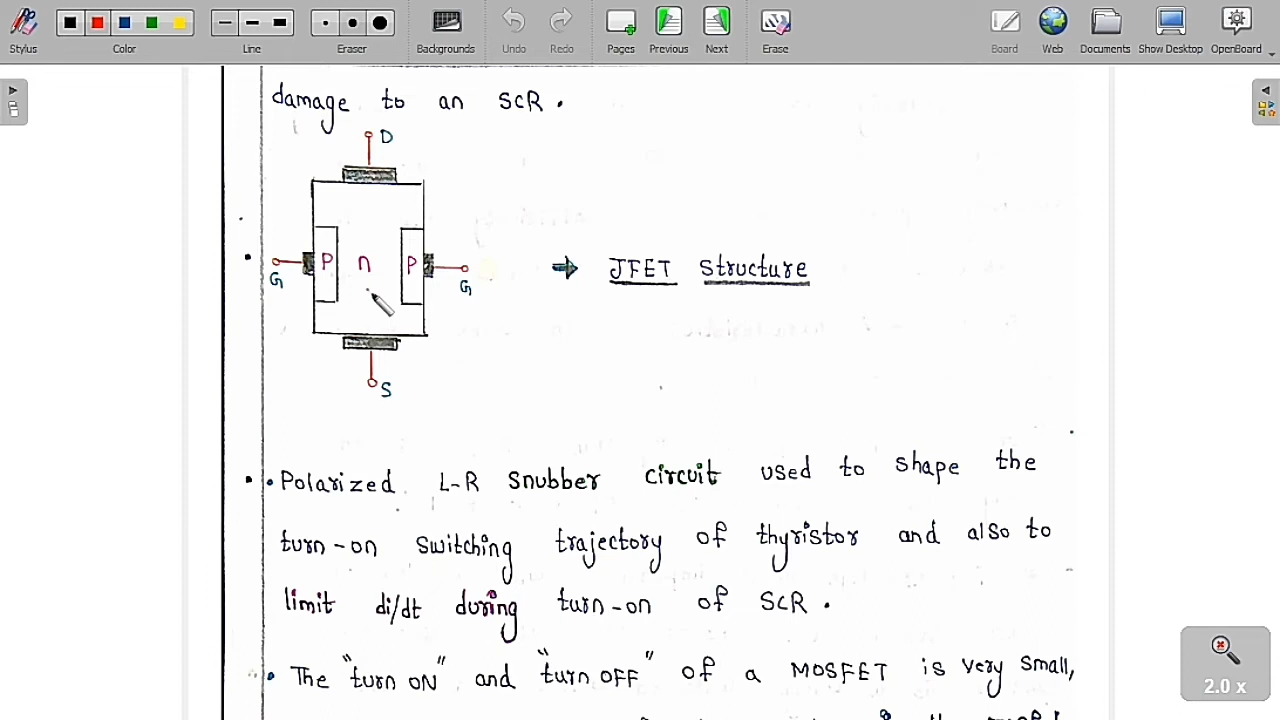 Stylus Color Line Eraser Backgrounds Undo Redo Pages Previous Next Erase Board Web Documents Show Desktop OpenBoard
damage to an SCR .
D
P n P
G G
→ JFET Structure
S
• • Polarized L-R Snubber circuit used to shape the
turn-on switching trajectory of thyristor and also to
limit di/dt during turn-on of SCR .
• The "turn ON" and "turn OFF" of a MOSFET is very small,
2.0 x